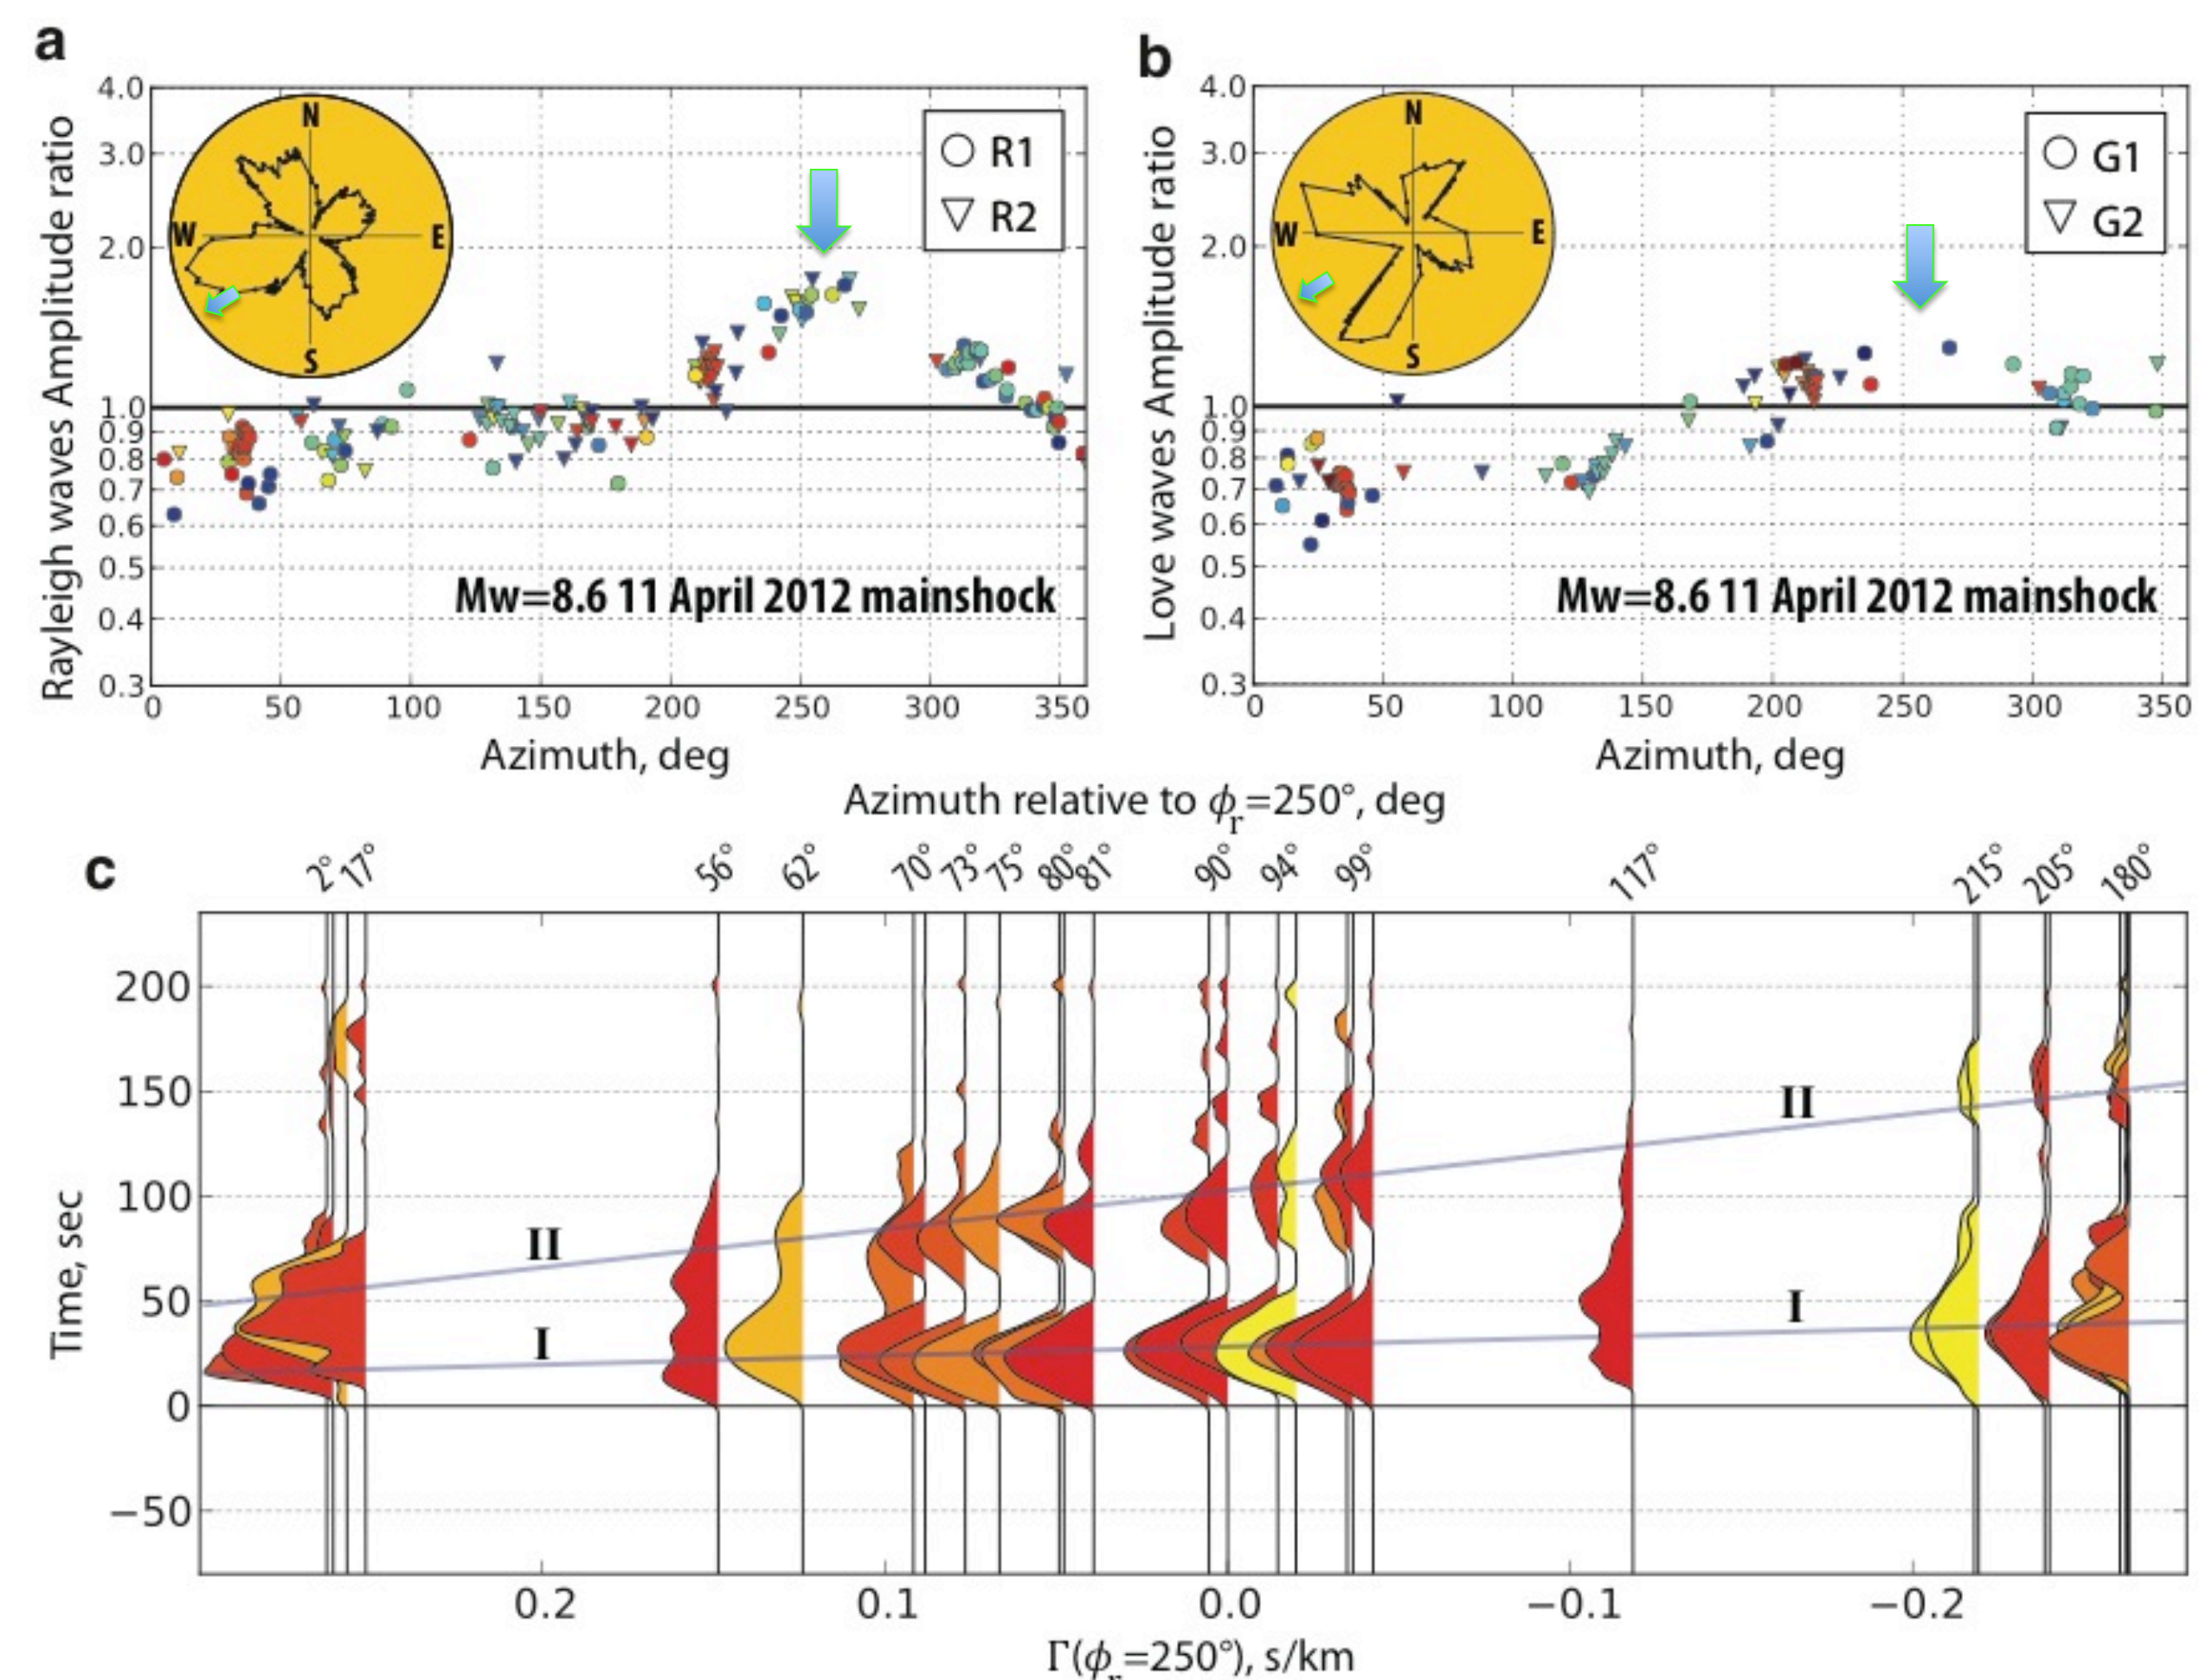 a
Rayleigh waves Amplitude ratio
4.0
3.0
2.0
1.0
0.9
0.8
0.7
0.6
0.5
0.4
0.3
N
W
E
S
R1
R2
Mw=8.6 11 April 2012 mainshock
0 50 100 150 200 250 300 350
Azimuth, deg
b
Love waves Amplitude ratio
4.0
3.0
2.0
1.0
0.9
0.8
0.7
0.6
0.5
0.4
0.3
N
W
E
S
G1
G2
Mw=8.6 11 April 2012 mainshock
0 50 100 150 200 250 300 350
Azimuth, deg
Azimuth relative to ϕr=250°, deg
c
2° 17° 56° 62° 70° 73° 75° 80° 81° 90° 94° 99° 117° 215° 205° 180°
Time, sec
200
150
100
50
0
−50
II
II
I
I
0.2 0.1 0.0 −0.1 −0.2
Γ(ϕr=250°), s/km